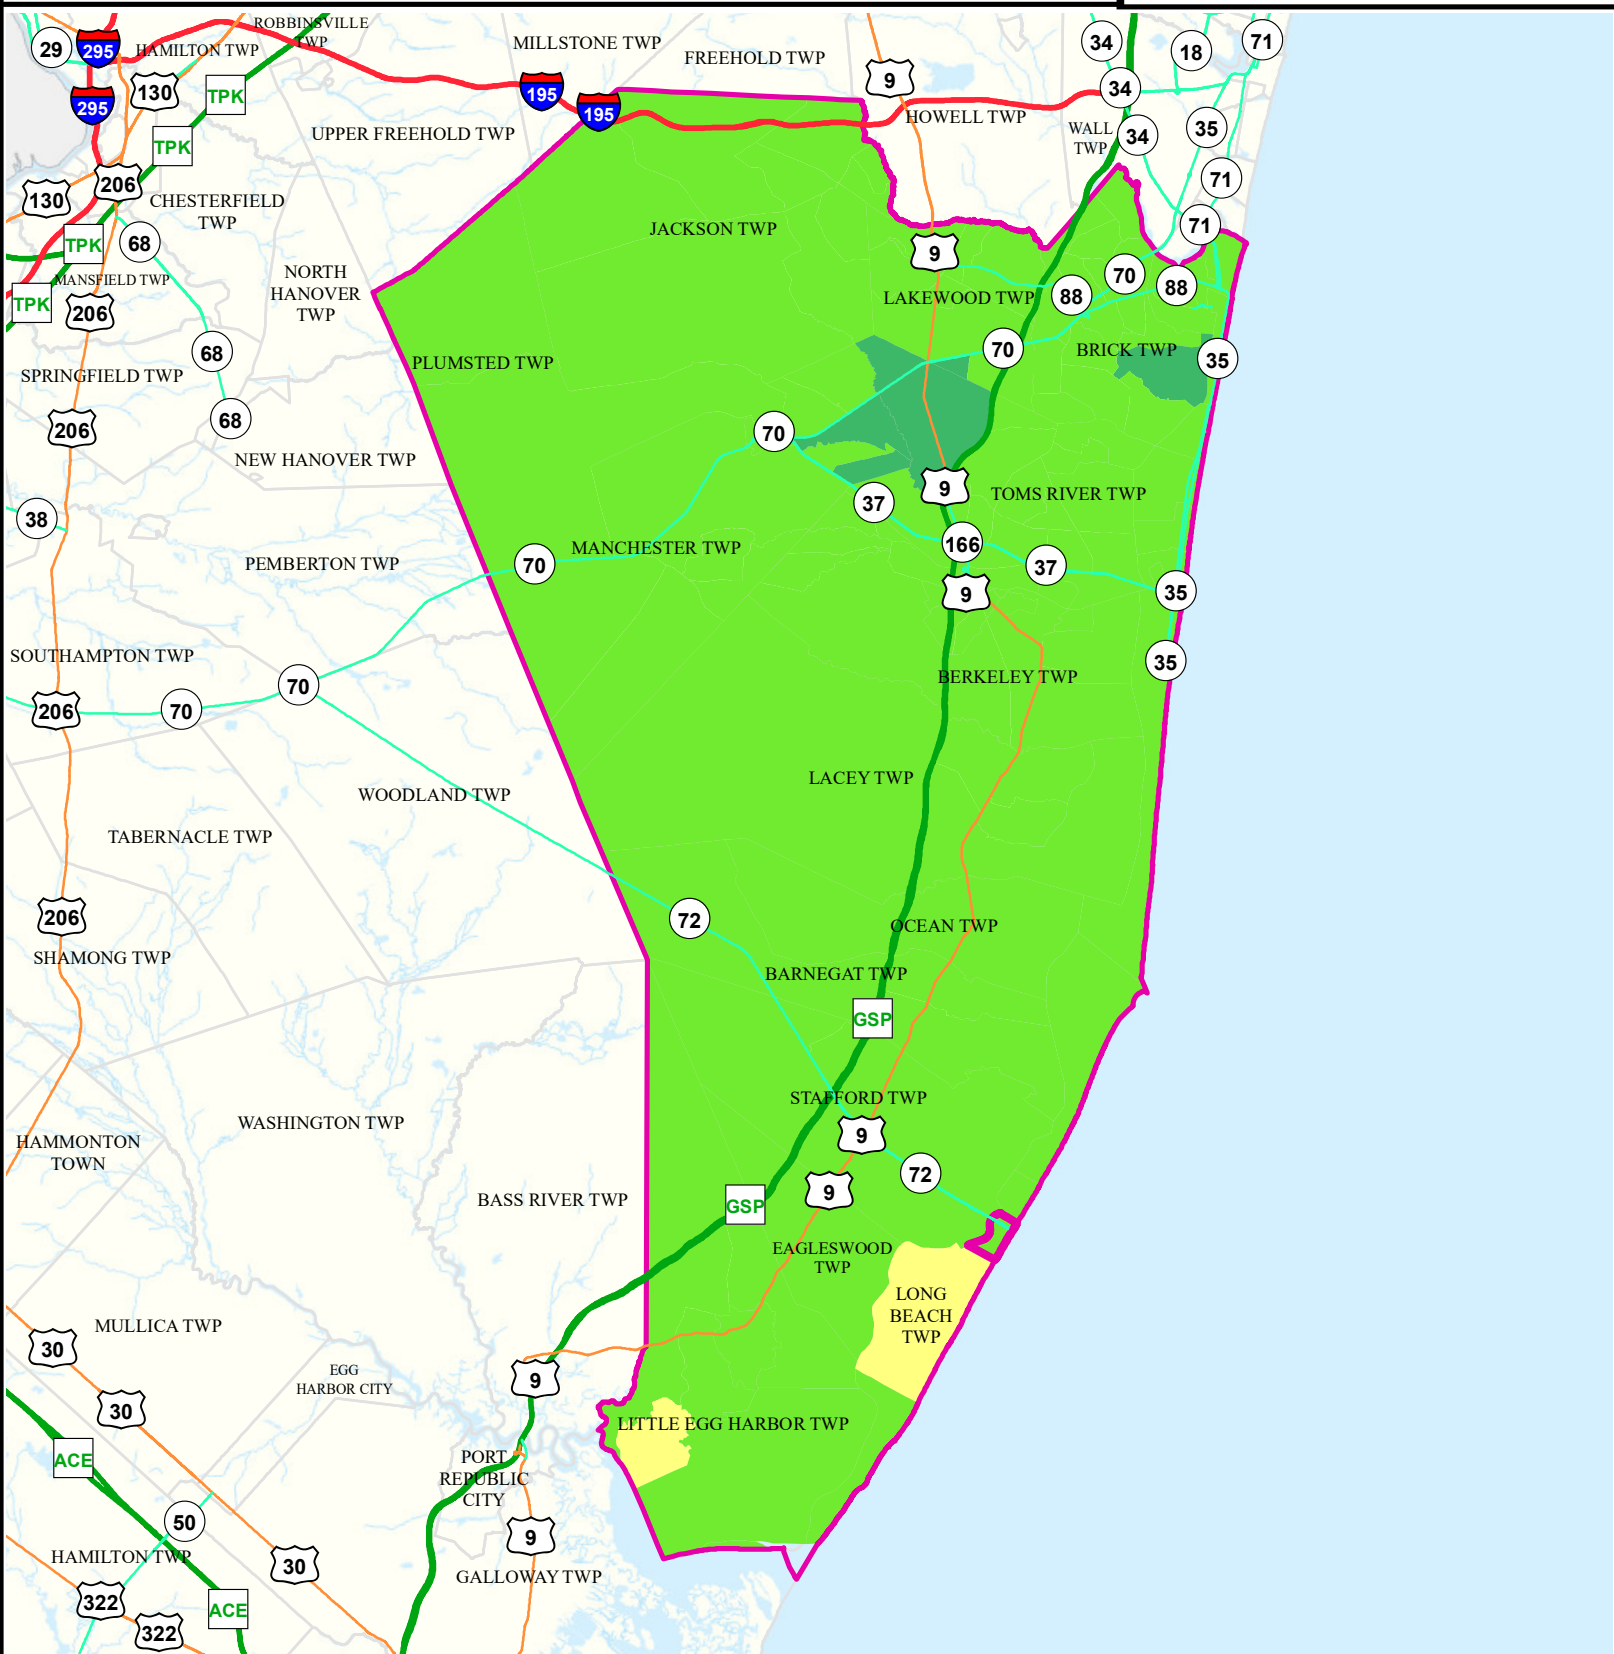 ROBBINSVILLE
TWP
29
295
HAMILTON TWP
MILLSTONE TWP
FREEHOLD TWP
34
18
71
295
130
TPK
195
195
9
34
HOWELL TWP
WALL
TWP
34
35
UPPER FREEHOLD TWP
TPK
206
130
CHESTERFIELD
TWP
71
71
TPK
68
JACKSON TWP
9
MANSFIELD TWP
NORTH
HANOVER
TWP
70
88
88
LAKEWOOD TWP
TPK
206
68
PLUMSTED TWP
70
BRICK TWP
35
SPRINGFIELD TWP
68
206
70
NEW HANOVER TWP
9
TOMS RIVER TWP
37
38
166
MANCHESTER TWP
70
PEMBERTON TWP
37
9
35
SOUTHAMPTON TWP
35
BERKELEY TWP
70
206
70
LACEY TWP
WOODLAND TWP
TABERNACLE TWP
206
72
OCEAN TWP
SHAMONG TWP
BARNEGAT TWP
GSP
STAFFORD TWP
WASHINGTON TWP
9
HAMMONTON
TOWN
72
9
BASS RIVER TWP
GSP
EAGLESWOOD
TWP
LONG
BEACH
TWP
MULLICA TWP
30
EGG
HARBOR CITY
9
30
LITTLE EGG HARBOR TWP
ACE
PORT
REPUBLIC
CITY
50
9
HAMILTON TWP
30
GALLOWAY TWP
322
ACE
322